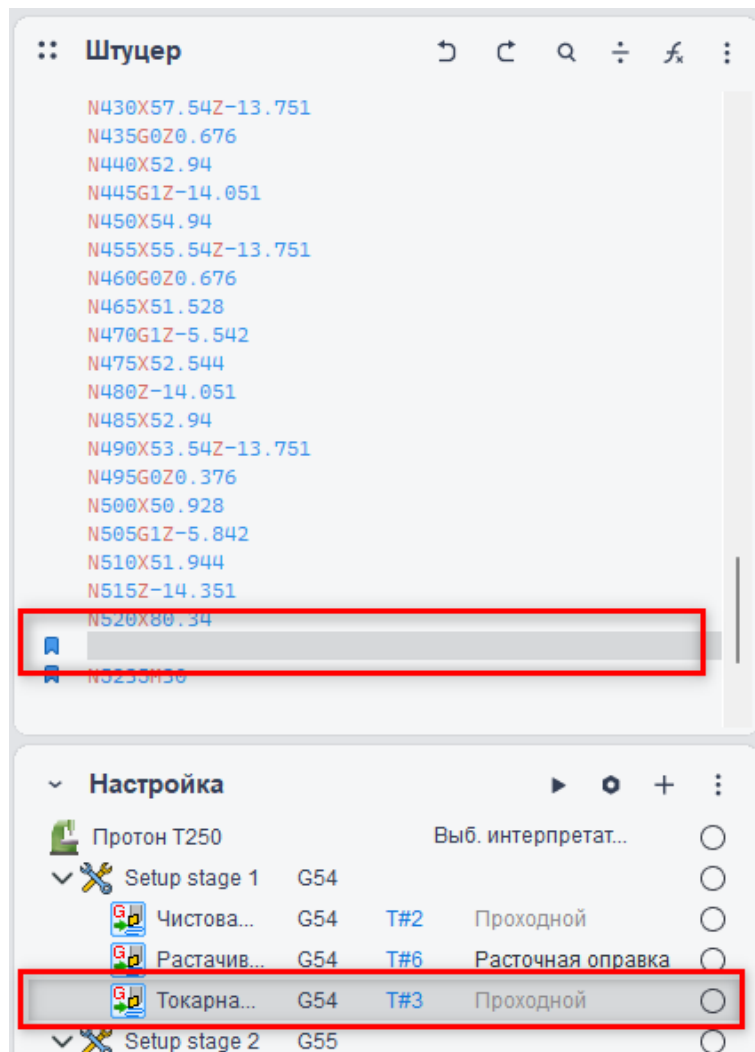 Штуцер
N430X57.54Z-13.751
N435G0Z0.676
N440X52.94
N445G1Z-14.051
N450X54.94
N455X55.54Z-13.751
N460G0Z0.676
N465X51.528
N470G1Z-5.542
N475X52.544
N480Z-14.051
N485X52.94
N490X53.54Z-13.751
N495G0Z0.376
N500X50.928
N505G1Z-5.842
N510X51.944
N515Z-14.351
N520X80.34
N5235M30
Настройка
Протон Т250 Выб. интерпретат...
Setup stage 1 G54
Чистова... G54 T#2 Проходной
Растачив... G54 T#6 Расточная оправка
Токарна... G54 T#3 Проходной
Setup stage 2 G55